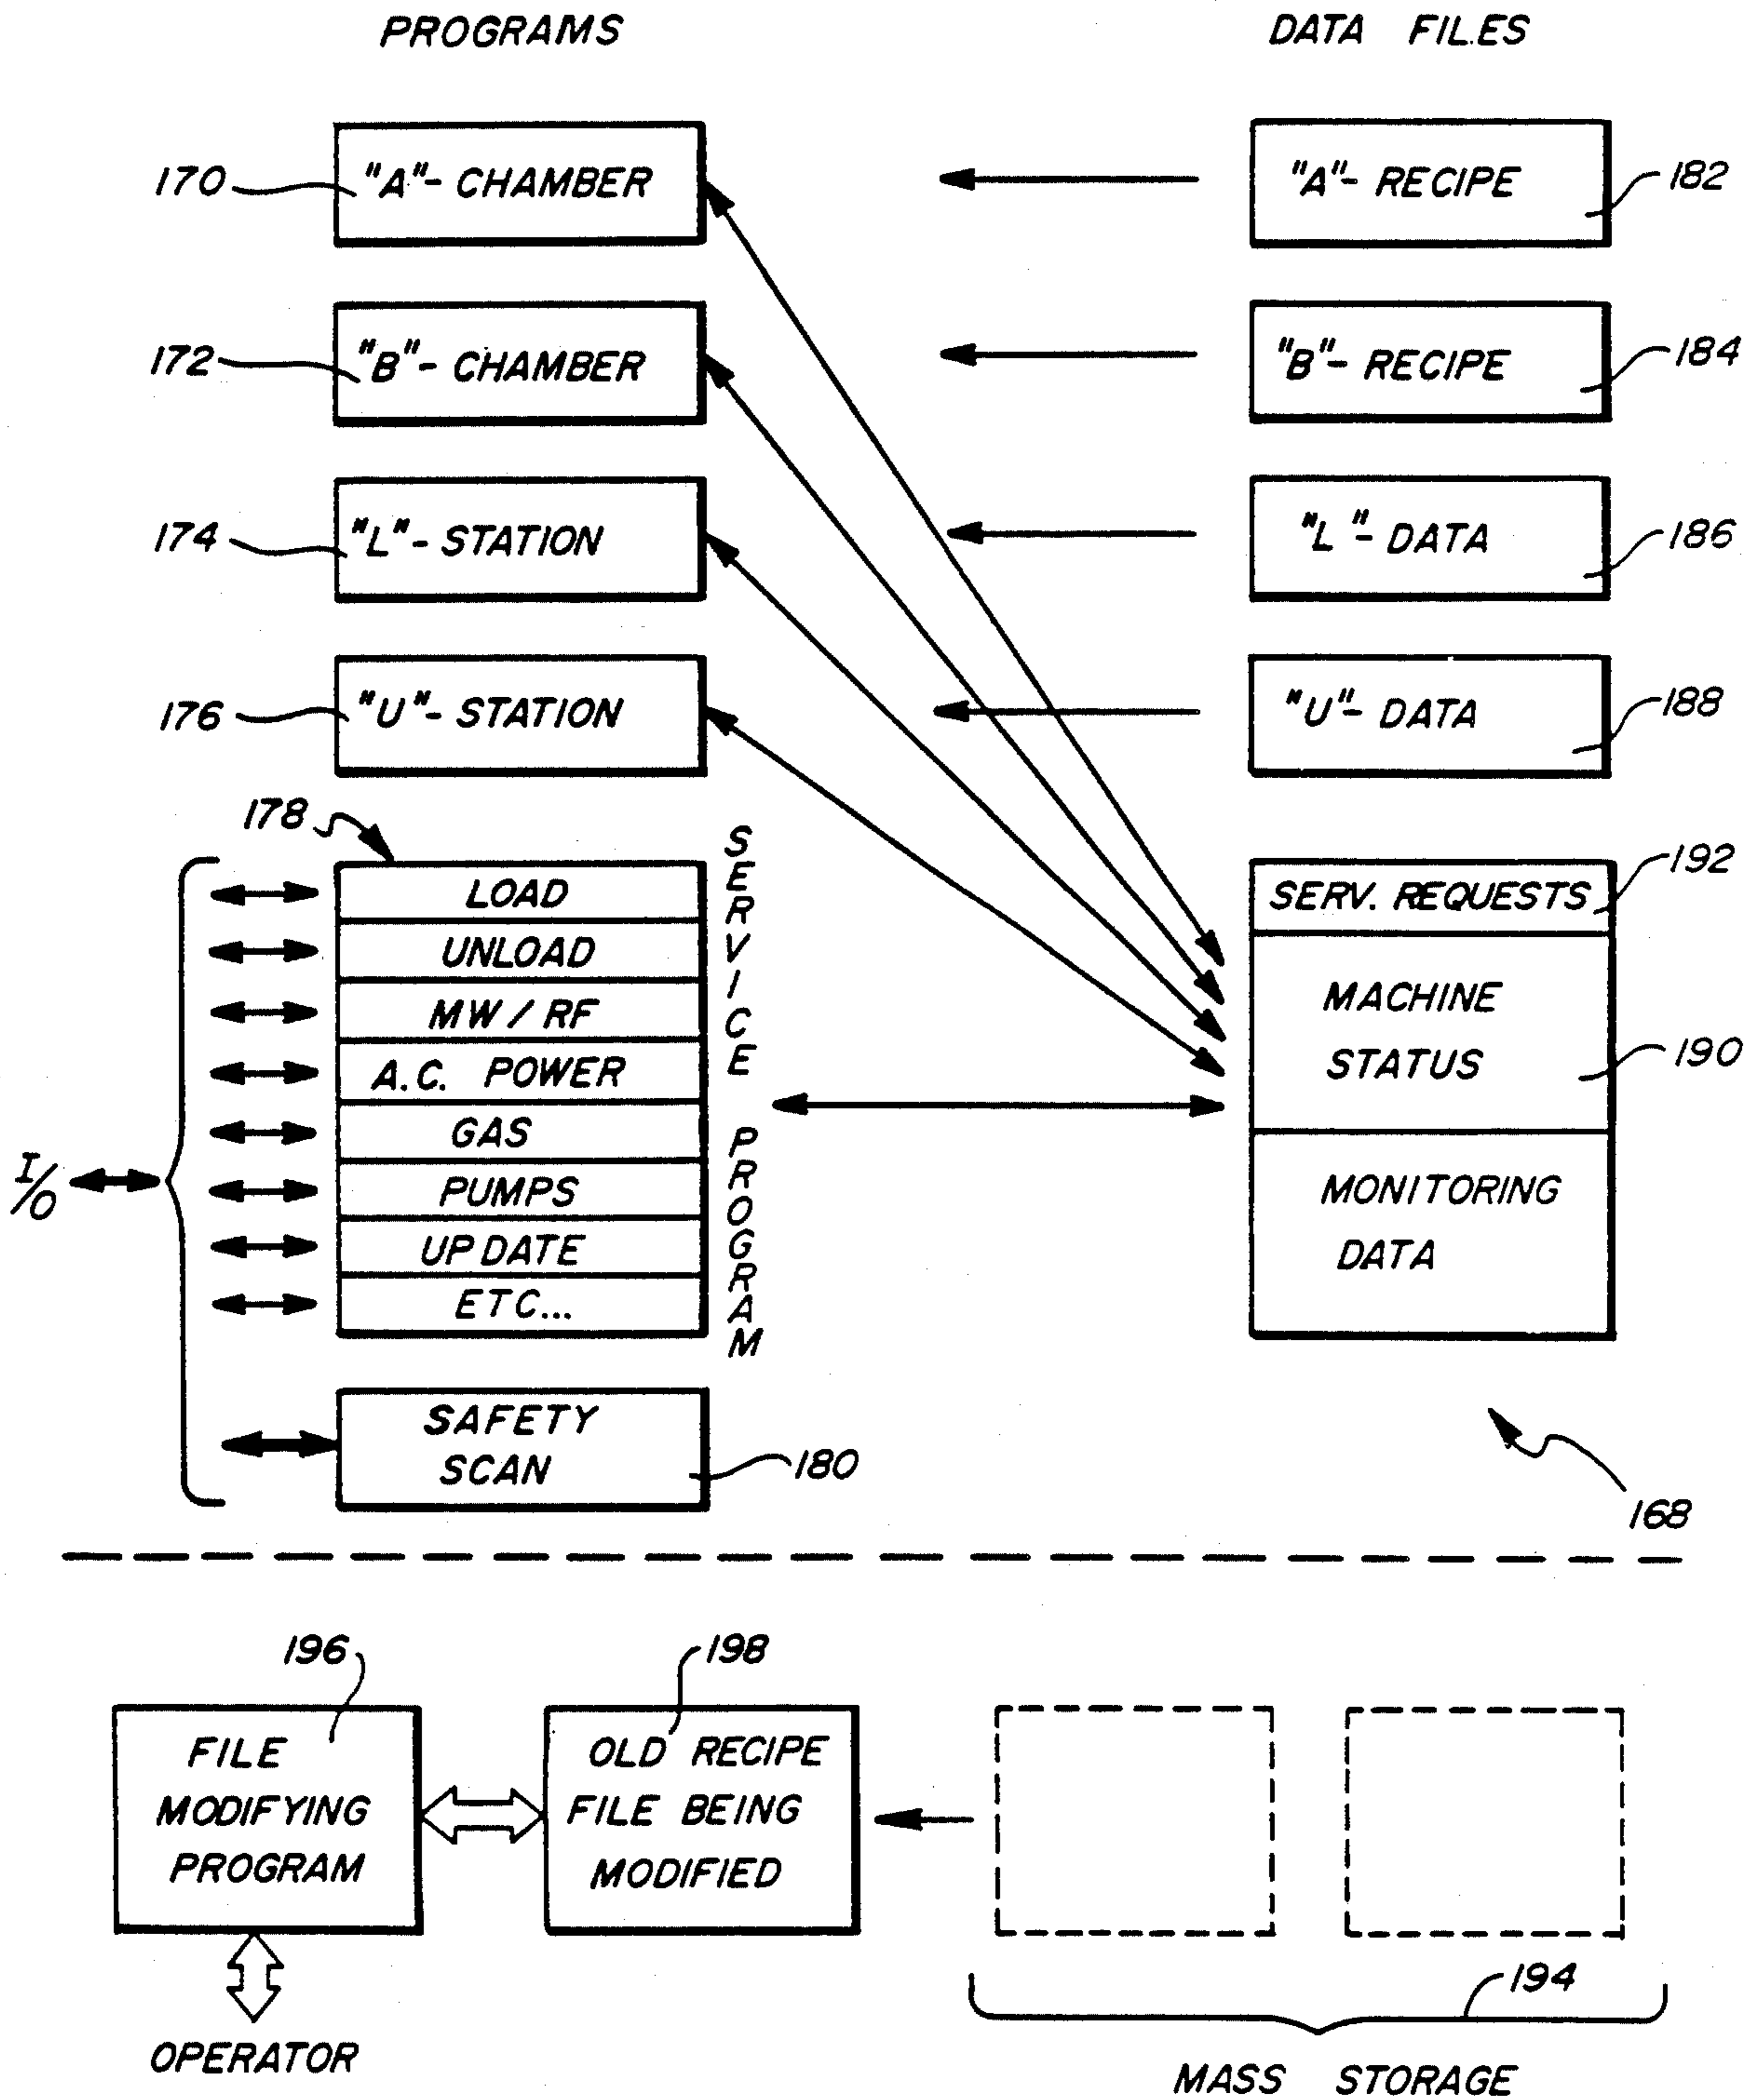 PROGRAMS
DATA FILES
170
"A"- CHAMBER
"A"- RECIPE
182
172
"B"- CHAMBER
"B"- RECIPE
184
174
"L"- STATION
"L"- DATA
186
176
"U"- STATION
"U"- DATA
188
178
LOAD
UNLOAD
MW / RF
A.C. POWER
GAS
PUMPS
UPDATE
ETC...
SERVICE PROGRAM
I/O
SERV. REQUESTS
192
MACHINE
STATUS
190
MONITORING
DATA
SAFETY
SCAN
180
168
196
FILE
MODIFYING
PROGRAM
198
OLD RECIPE
FILE BEING
MODIFIED
OPERATOR
194
MASS STORAGE